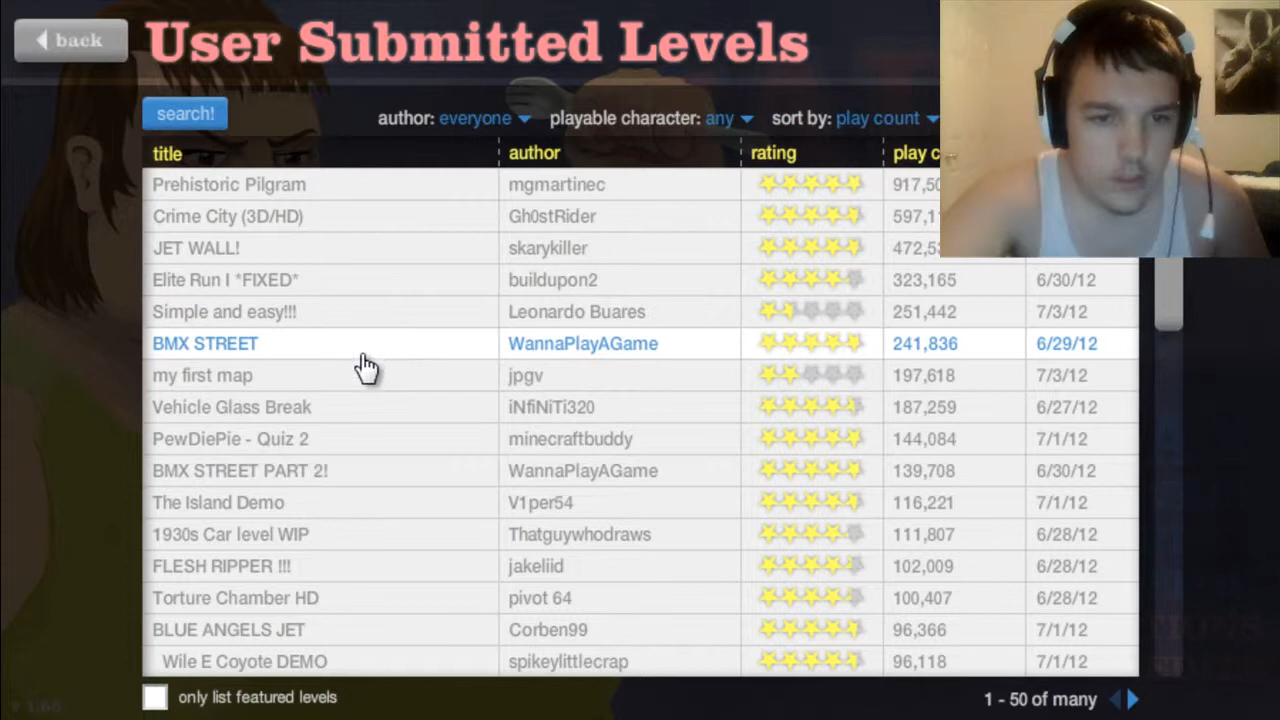 back
User Submitted Levels
search!
author: everyone playable character: any sort by: play count
title author rating play c
Prehistoric Pilgram mgmartinec 917,50
Crime City (3D/HD) Gh0stRider 597,1
JET WALL! skarykiller 472,5
Elite Run I *FIXED* buildupon2 323,165 6/30/12
Simple and easy!!! Leonardo Buares 251,442 7/3/12
BMX STREET WannaPlayAGame 241,836 6/29/12
my first map jpgv 197,618 7/3/12
Vehicle Glass Break iNfiNiTi320 187,259 6/27/12
PewDiePie - Quiz 2 minecraftbuddy 144,084 7/1/12
BMX STREET PART 2! WannaPlayAGame 139,708 6/30/12
The Island Demo V1per54 116,221 7/1/12
1930s Car level WIP Thatguywhodraws 111,807 6/28/12
FLESH RIPPER !!! jakeliid 102,009 6/28/12
Torture Chamber HD pivot 64 100,407 6/28/12
BLUE ANGELS JET Corben99 96,366 7/1/12
Wile E Coyote DEMO spikeylittlecrap 96,118 7/1/12
only list featured levels 1 - 50 of many